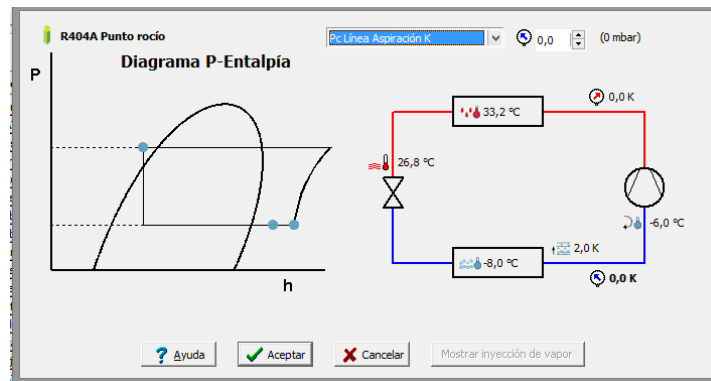 R404A Punto rocío
Pc Línea Aspiración K
0,0
(0 mbar)
Diagrama P-Entalpía
P
h
0,0 K
33,2 ºC
26,8 ºC
-6,0 ºC
2,0 K
-8,0 ºC
0,0 K
Ayuda
Aceptar
Cancelar
Mostrar inyección de vapor